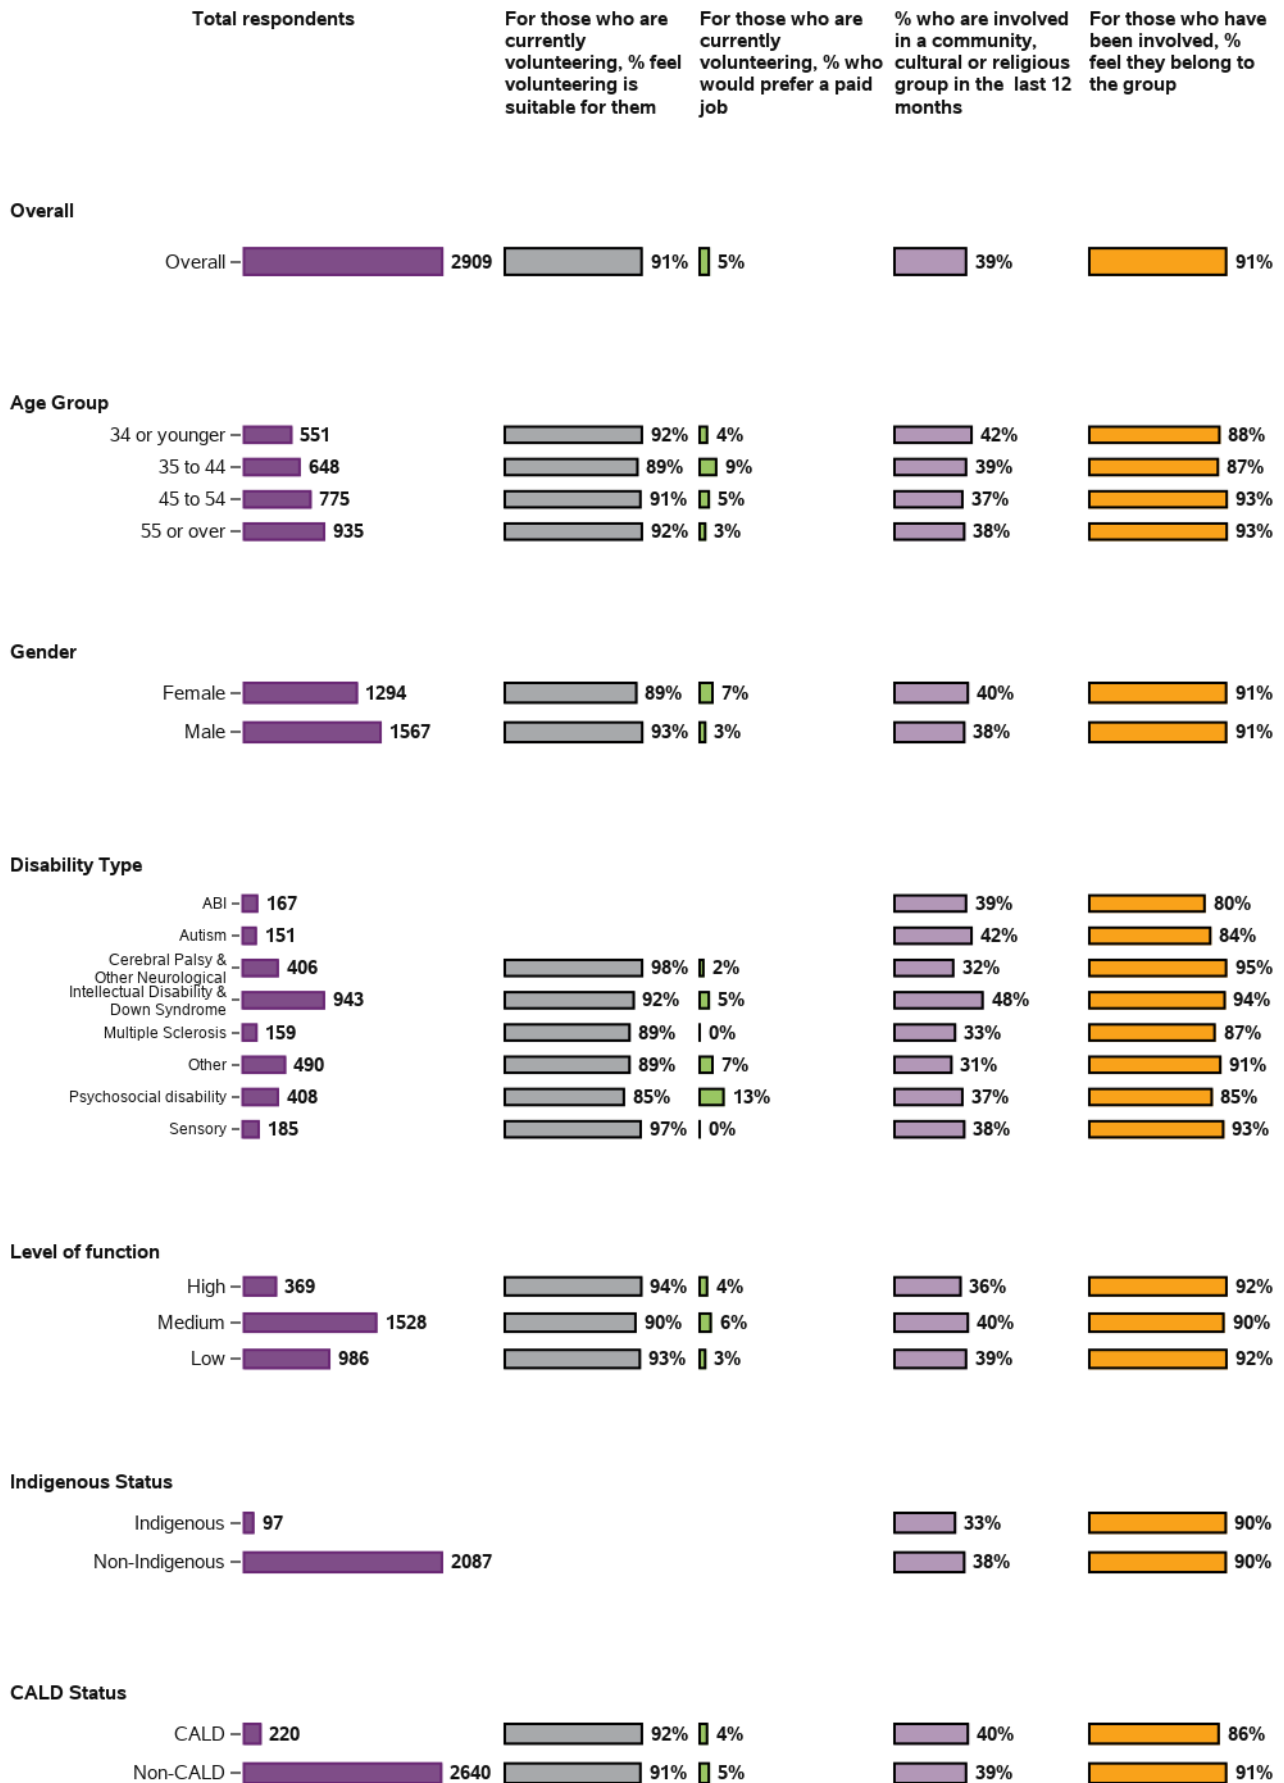 Total respondents
For those who are
currently
volunteering, % feel
volunteering is
suitable for them
For those who are
currently
volunteering, % who
would prefer a paid
job
% who are involved
in a community,
cultural or religious
group in the last 12
months
For those who have
been involved, %
feel they belong to
the group
Overall
Overall 2909 91% 5% 39% 91%
Age Group
34 or younger 551 92% 4% 42% 88%
35 to 44 648 89% 9% 39% 87%
45 to 54 775 91% 5% 37% 93%
55 or over 935 92% 3% 38% 93%
Gender
Female 1294 89% 7% 40% 91%
Male 1567 93% 3% 38% 91%
Disability Type
ABI 167 39% 80%
Autism 151 42% 84%
Cerebral Palsy &
Other Neurological 406 98% 2% 32% 95%
Intellectual Disability &
Down Syndrome 943 92% 5% 48% 94%
Multiple Sclerosis 159 89% 0% 33% 87%
Other 490 89% 7% 31% 91%
Psychosocial disability 408 85% 13% 37% 85%
Sensory 185 97% 0% 38% 93%
Level of function
High 369 94% 4% 36% 92%
Medium 1528 90% 6% 40% 90%
Low 986 93% 3% 39% 92%
Indigenous Status
Indigenous 97 33% 90%
Non-Indigenous 2087 38% 90%
CALD Status
CALD 220 92% 4% 40% 86%
Non-CALD 2640 91% 5% 39% 91%